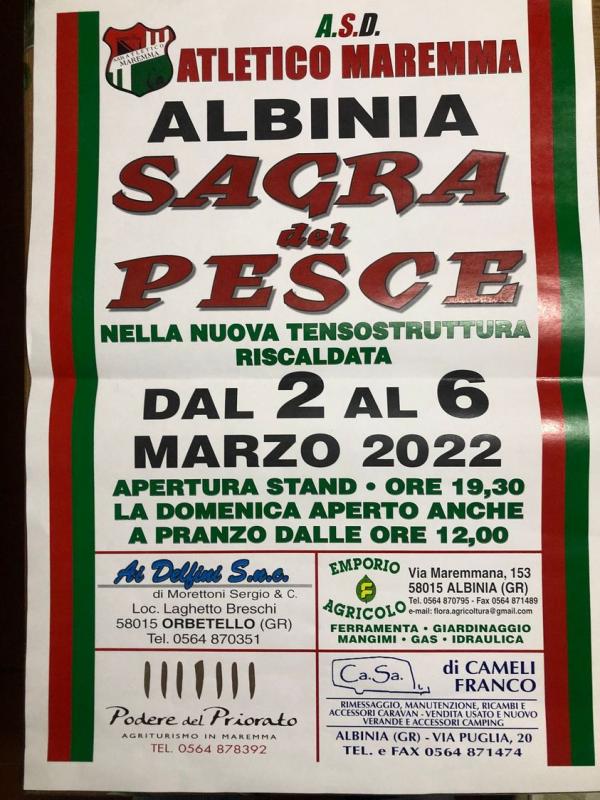 A.S.D.
ATLETICO MAREMMA
ALBINIA
SAGRA
del
PESCE
NELLA NUOVA TENSOSTRUTTURA
RISCALDATA
DAL 2 AL 6
MARZO 2022
APERTURA STAND • ORE 19,30
LA DOMENICA APERTO ANCHE
A PRANZO DALLE ORE 12,00
Ai Delfini S.n.c.
di Morettoni Sergio & C.
Loc. Laghetto Breschi
58015 ORBETELLO (GR)
Tel. 0564 870351
EMPORIO
F
AGRICOLO
Via Maremmana, 153
58015 ALBINIA (GR)
Tel. 0564 870795 - Fax 0564 871489
e-mail: flora.agricoltura@gmail.com
FERRAMENTA • GIARDINAGGIO
MANGIMI • GAS • IDRAULICA
Podere del Priorato
AGRITURISMO IN MAREMMA
TEL. 0564 878392
Ca.Sa.
di CAMELI
FRANCO
RIMESSAGGIO, MANUTENZIONE, RICAMBI E
ACCESSORI CARAVAN - VENDITA USATO E NUOVO
VERANDE E ACCESSORI CAMPING
ALBINIA (GR) - VIA PUGLIA, 20
TEL. e FAX 0564 871474